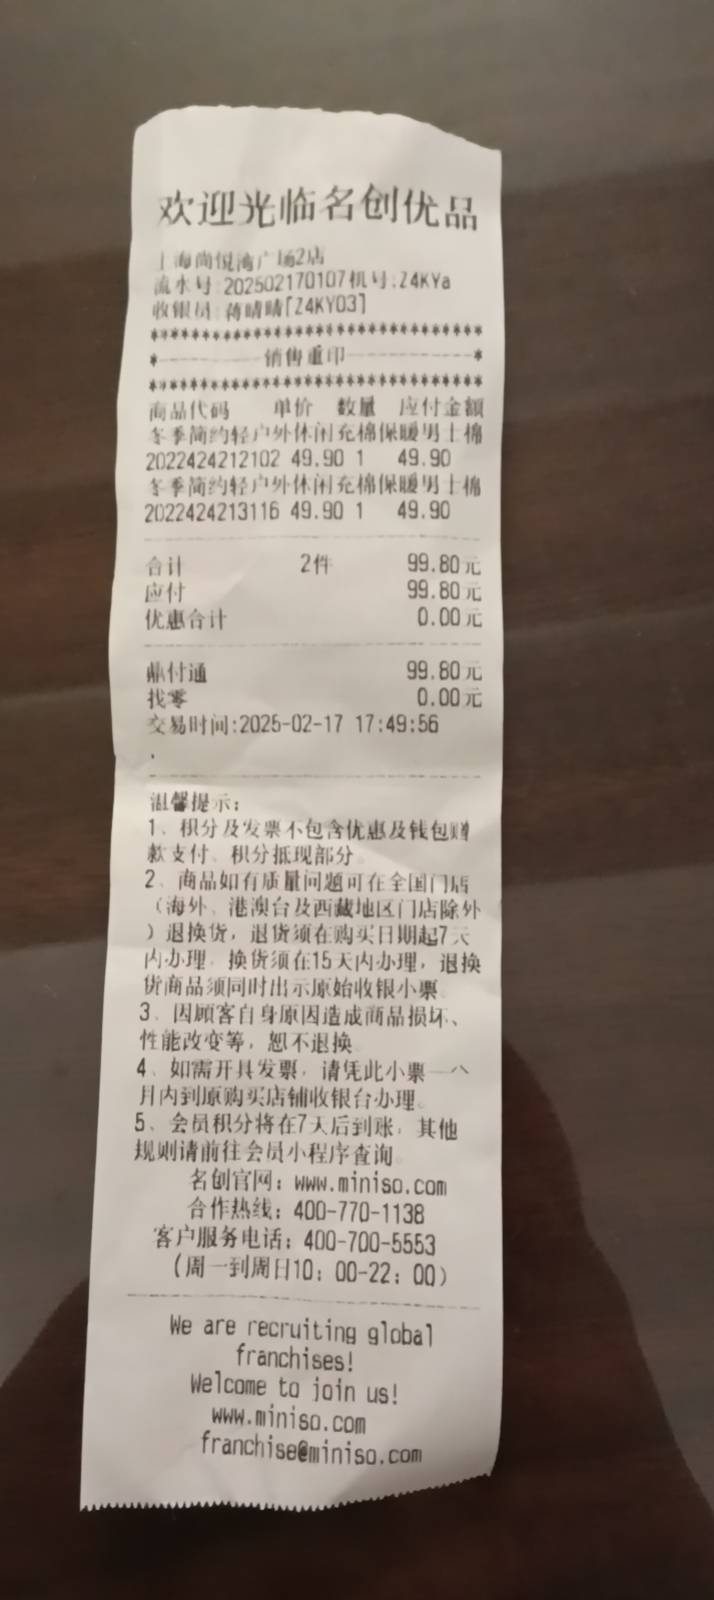 欢迎光临名创优品
上海尚悦湾广场2店
流水号:202502170107机号:Z4KYa
收银员:蒋晴晴[Z4KY03]
*********************************
*----------销售重印-------------*
*********************************
商品代码 单价 数量 应付金额
冬季简约轻户外休闲充棉保暖男士棉
2022424212102 49.90 1 49.90
冬季简约轻户外休闲充棉保暖男士棉
2022424213116 49.90 1 49.90
合计 2件 99.80元
应付 99.80元
优惠合计 0.00元
鼎付通 99.80元
找零 0.00元
交易时间:2025-02-17 17:49:56
.
温馨提示:
1、积分及发票不包含优惠及钱包赠
款支付、积分抵现部分。
2、商品如有质量问题可在全国门店
(海外、港澳台及西藏地区门店除外
)退换货,退货须在购买日期起7天
内办理,换货须在15天内办理,退换
货商品须同时出示原始收银小票。
3、因顾客自身原因造成商品损坏、
性能改变等,恕不退换。
4、如需开具发票,请凭此小票一个
月内到原购买店铺收银台办理。
5、会员积分将在7天后到账,其他
规则请前往会员小程序查询。
名创官网:www.miniso.com
合作热线:400-770-1138
客户服务电话:400-700-5553
(周一到周日10:00-22:00)
We are recruiting global
franchises!
Welcome to join us!
www.miniso.com
franchise@miniso.com